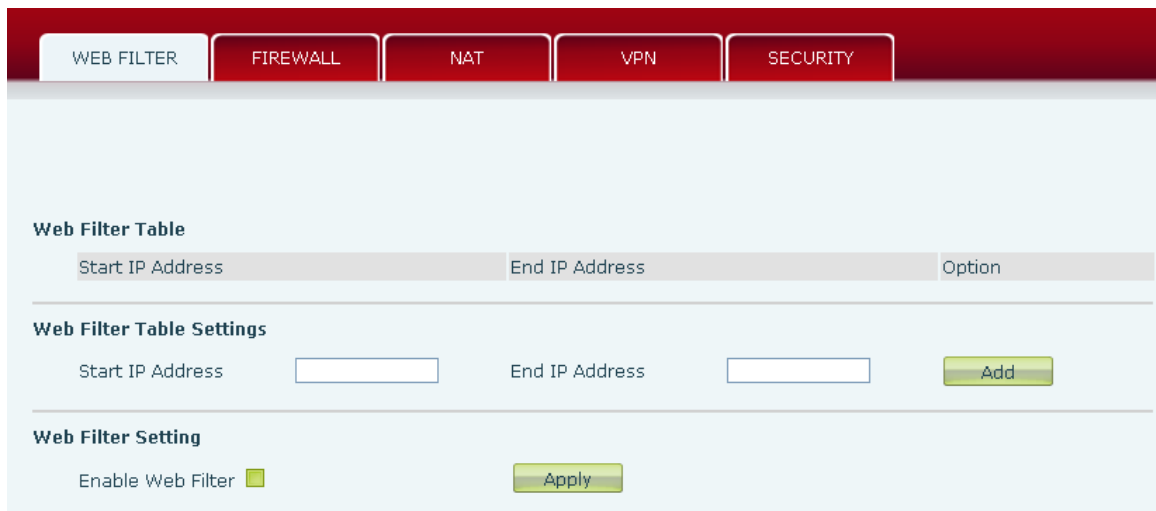 WEB FILTER FIREWALL NAT VPN SECURITY
Web Filter Table
Start IP Address End IP Address Option
Web Filter Table Settings
Start IP Address End IP Address Add
Web Filter Setting
Enable Web Filter Apply